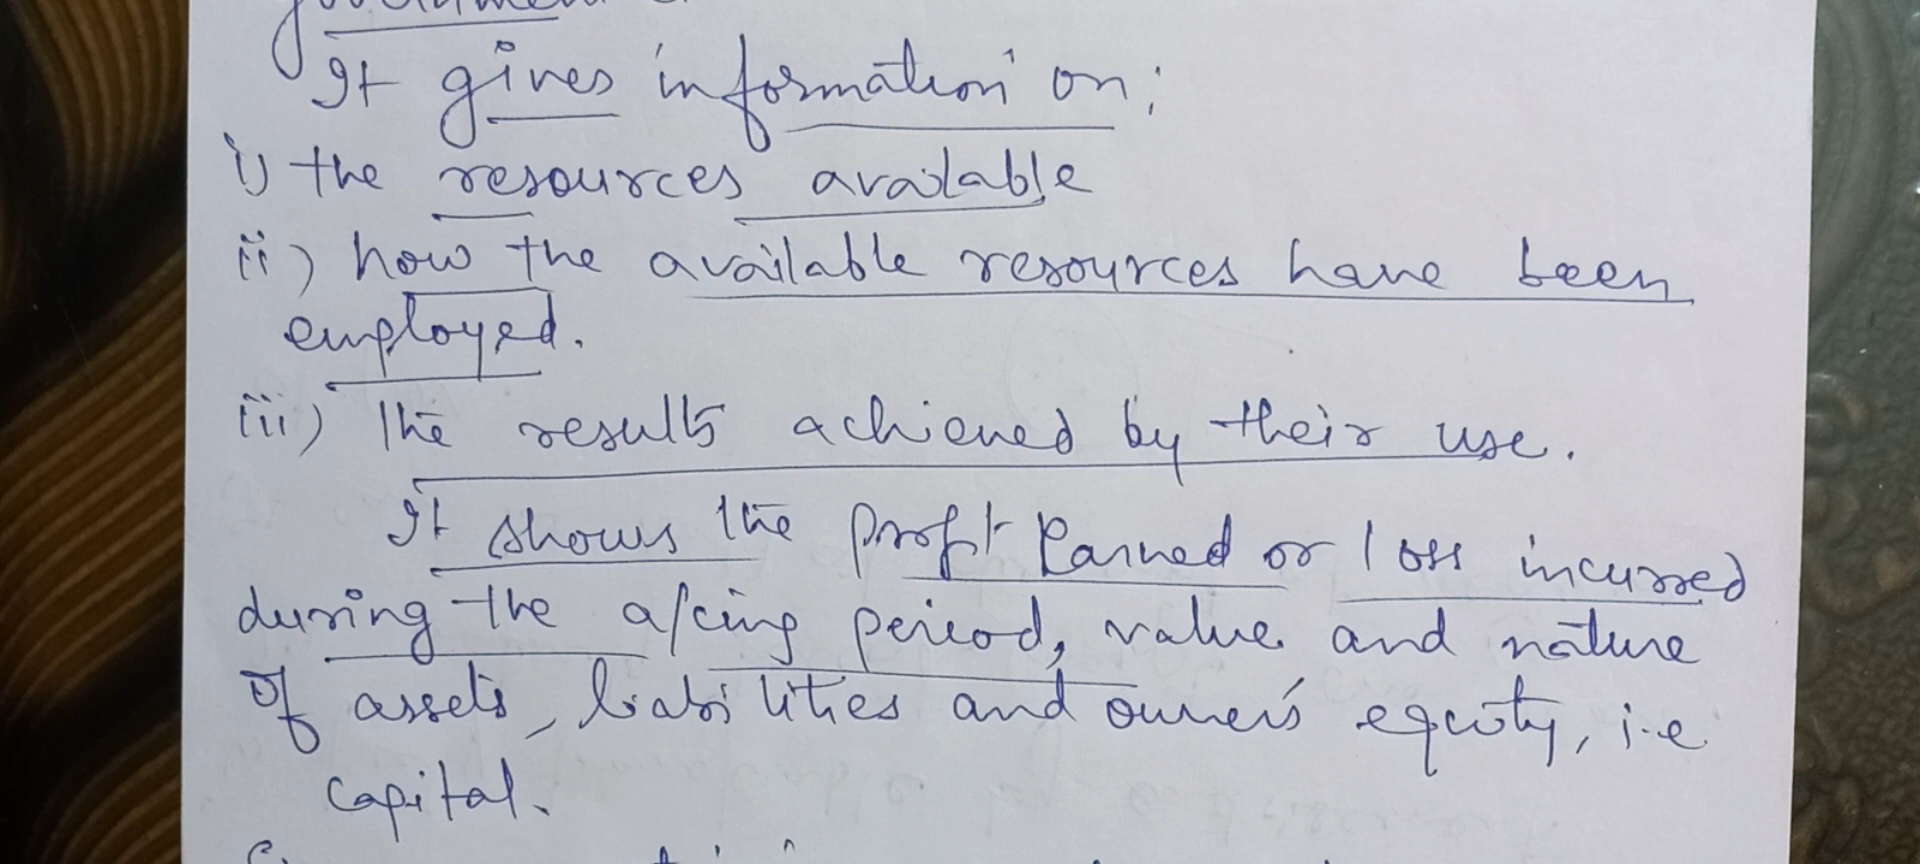 It gives information on;
i) the resources available
ii) how the available resources have been
employed.
iii) the results achieved by their use.
It shows the profit earned or loss incurred
during the a/cing period, value and nature
of assets, liabilities and owner's equity, i.e
capital.